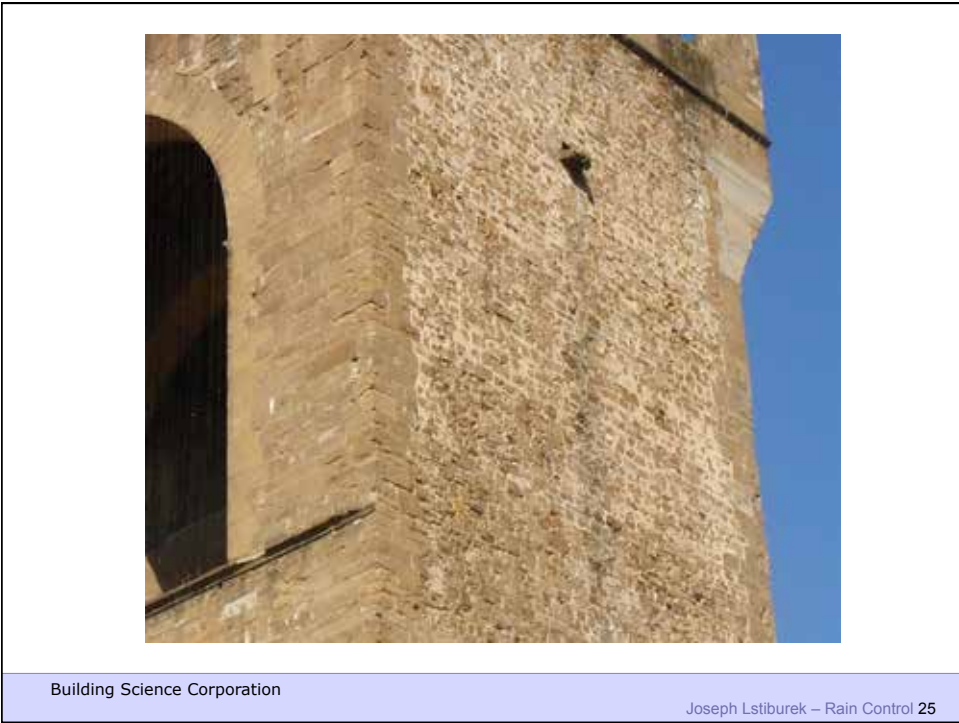 Building Science Corporation
Joseph Lstiburek – Rain Control 25